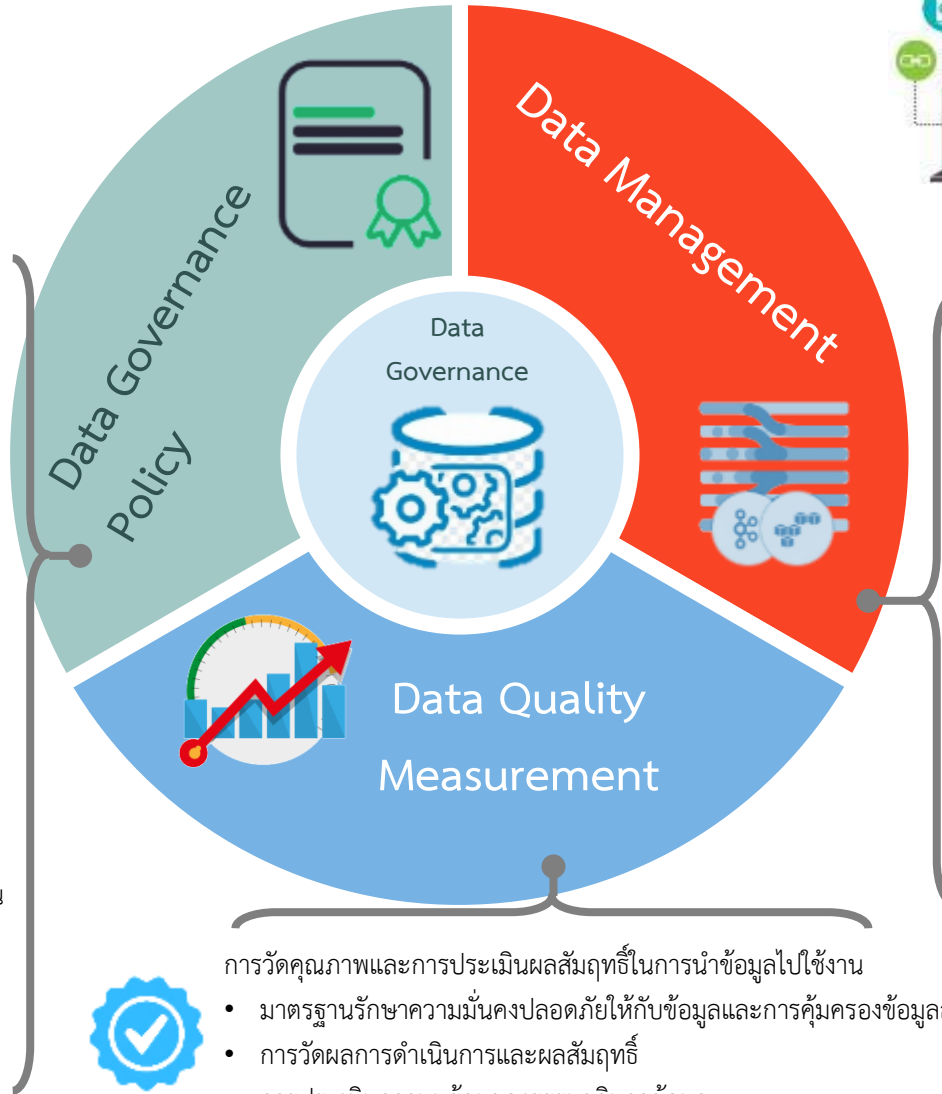 Data Governance
Policy
Data Management
Data
Governance
Data Quality
Measurement
การวัดคุณภาพและการประเมินผลสัมฤทธิ์ในการนำข้อมูลไปใช้งาน
• มาตรฐานรักษาความมั่นคงปลอดภัยให้กับข้อมูลและการคุ้มครองข้อมูล
• การวัดผลการดำเนินการและผลสัมฤทธิ์